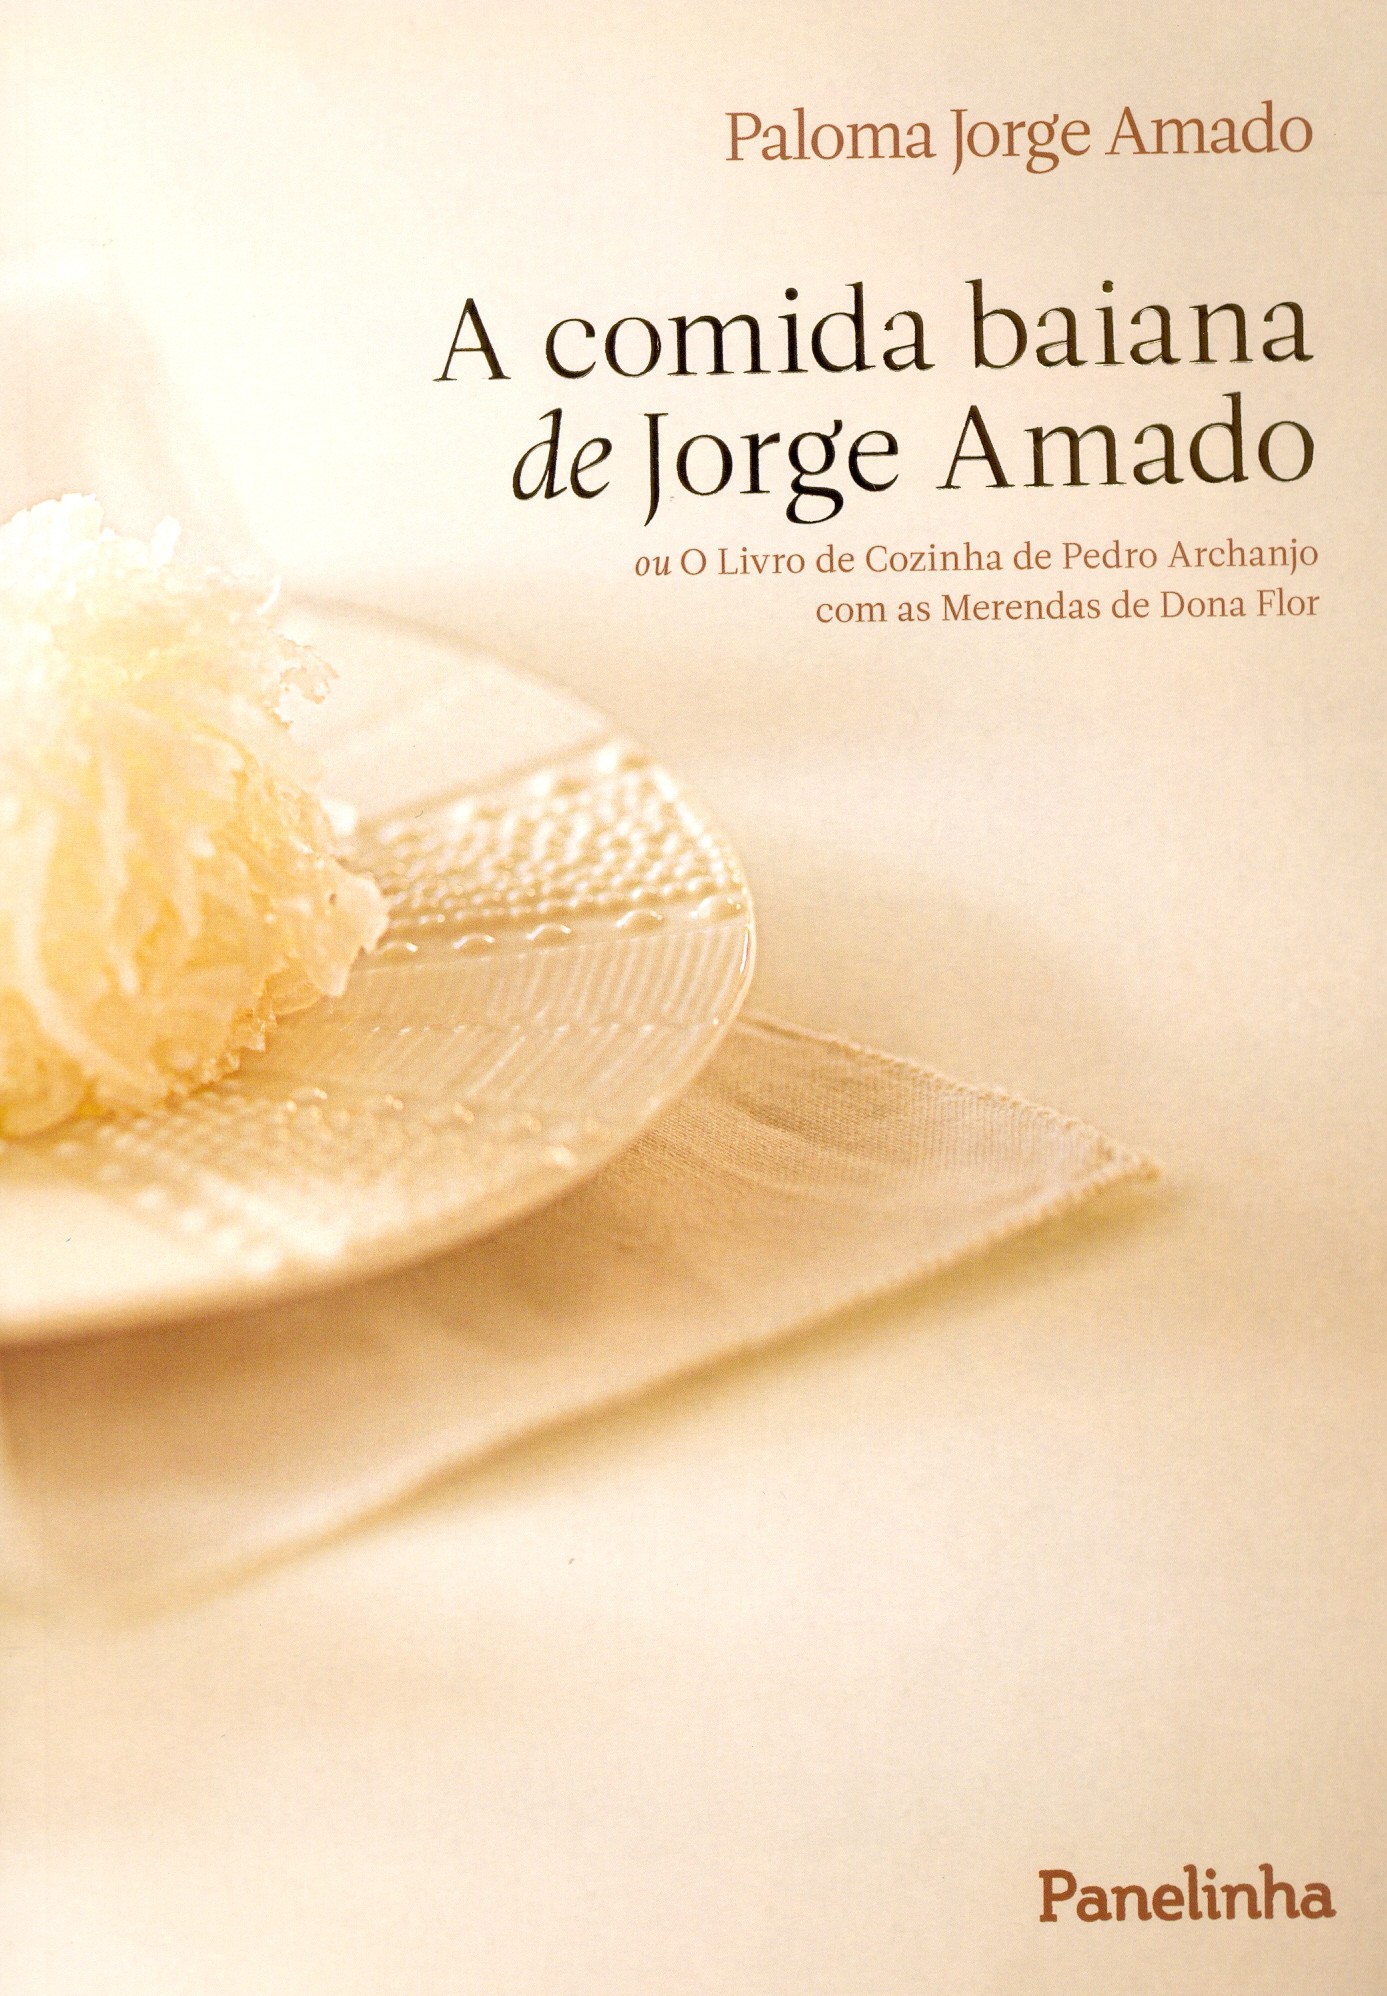 Paloma Jorge Amado
A comida baiana
de Jorge Amado
ou O Livro de Cozinha de Pedro Archanjo
com as Merendas de Dona Flor
Panelinha